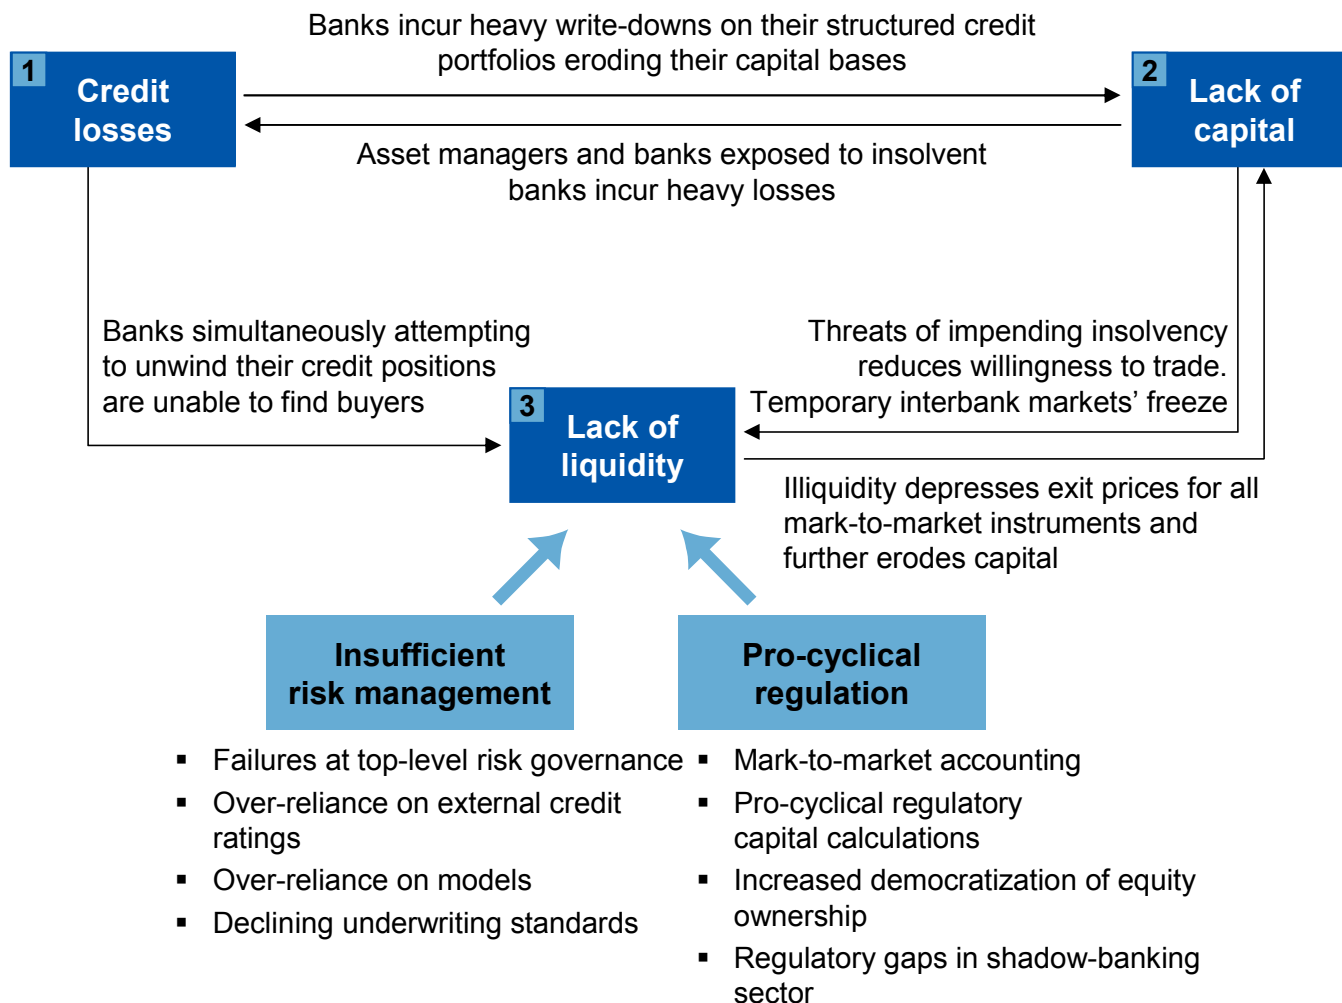 Banks incur heavy write-downs on their structured credit
portfolios eroding their capital bases
1
Credit
losses
2
Lack of
capital
Asset managers and banks exposed to insolvent
banks incur heavy losses
Banks simultaneously attempting
to unwind their credit positions
are unable to find buyers
Threats of impending insolvency
reduces willingness to trade.
Temporary interbank markets’ freeze
3
Lack of
liquidity
Illiquidity depresses exit prices for all
mark-to-market instruments and
further erodes capital
Insufficient
risk management
▪ Failures at top-level risk governance
▪ Over-reliance on external credit
ratings
▪ Over-reliance on models
▪ Declining underwriting standards
Pro-cyclical
regulation
▪ Mark-to-market accounting
▪ Pro-cyclical regulatory
capital calculations
▪ Increased democratization of equity
ownership
▪ Regulatory gaps in shadow-banking
sector